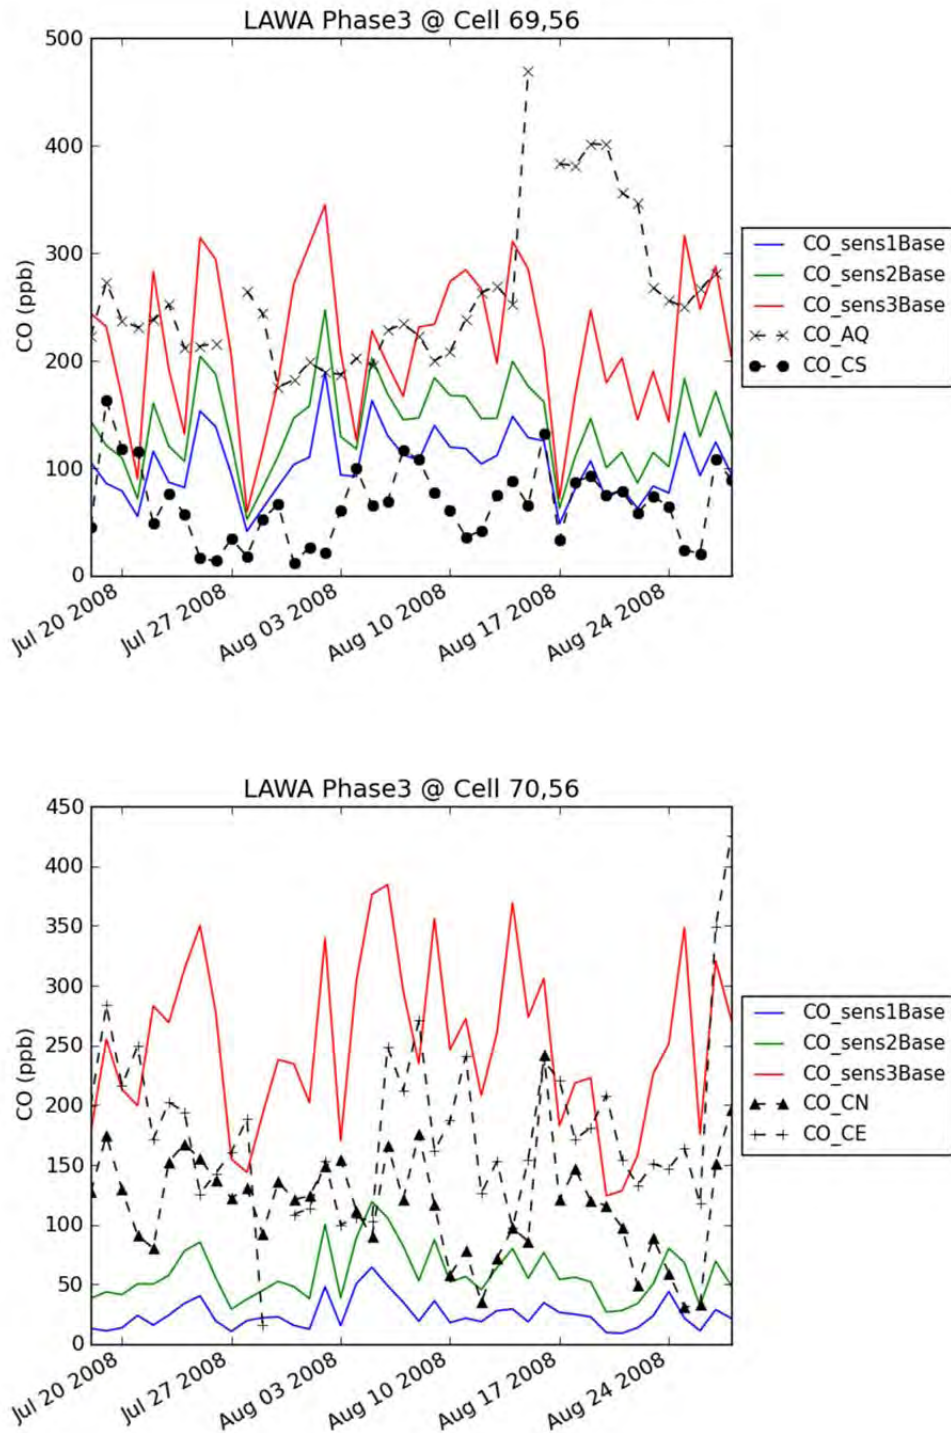 LAWA Phase3 @ Cell 69,56
500
400
300
200
100
0
CO (ppb)
Jul 20 2008
Jul 27 2008
Aug 03 2008
Aug 10 2008
Aug 17 2008
Aug 24 2008
CO_sens1Base
CO_sens2Base
CO_sens3Base
CO_AQ
CO_CS
LAWA Phase3 @ Cell 70,56
450
400
350
300
250
200
150
100
50
0
CO (ppb)
Jul 20 2008
Jul 27 2008
Aug 03 2008
Aug 10 2008
Aug 17 2008
Aug 24 2008
CO_sens1Base
CO_sens2Base
CO_sens3Base
CO_CN
CO_CE